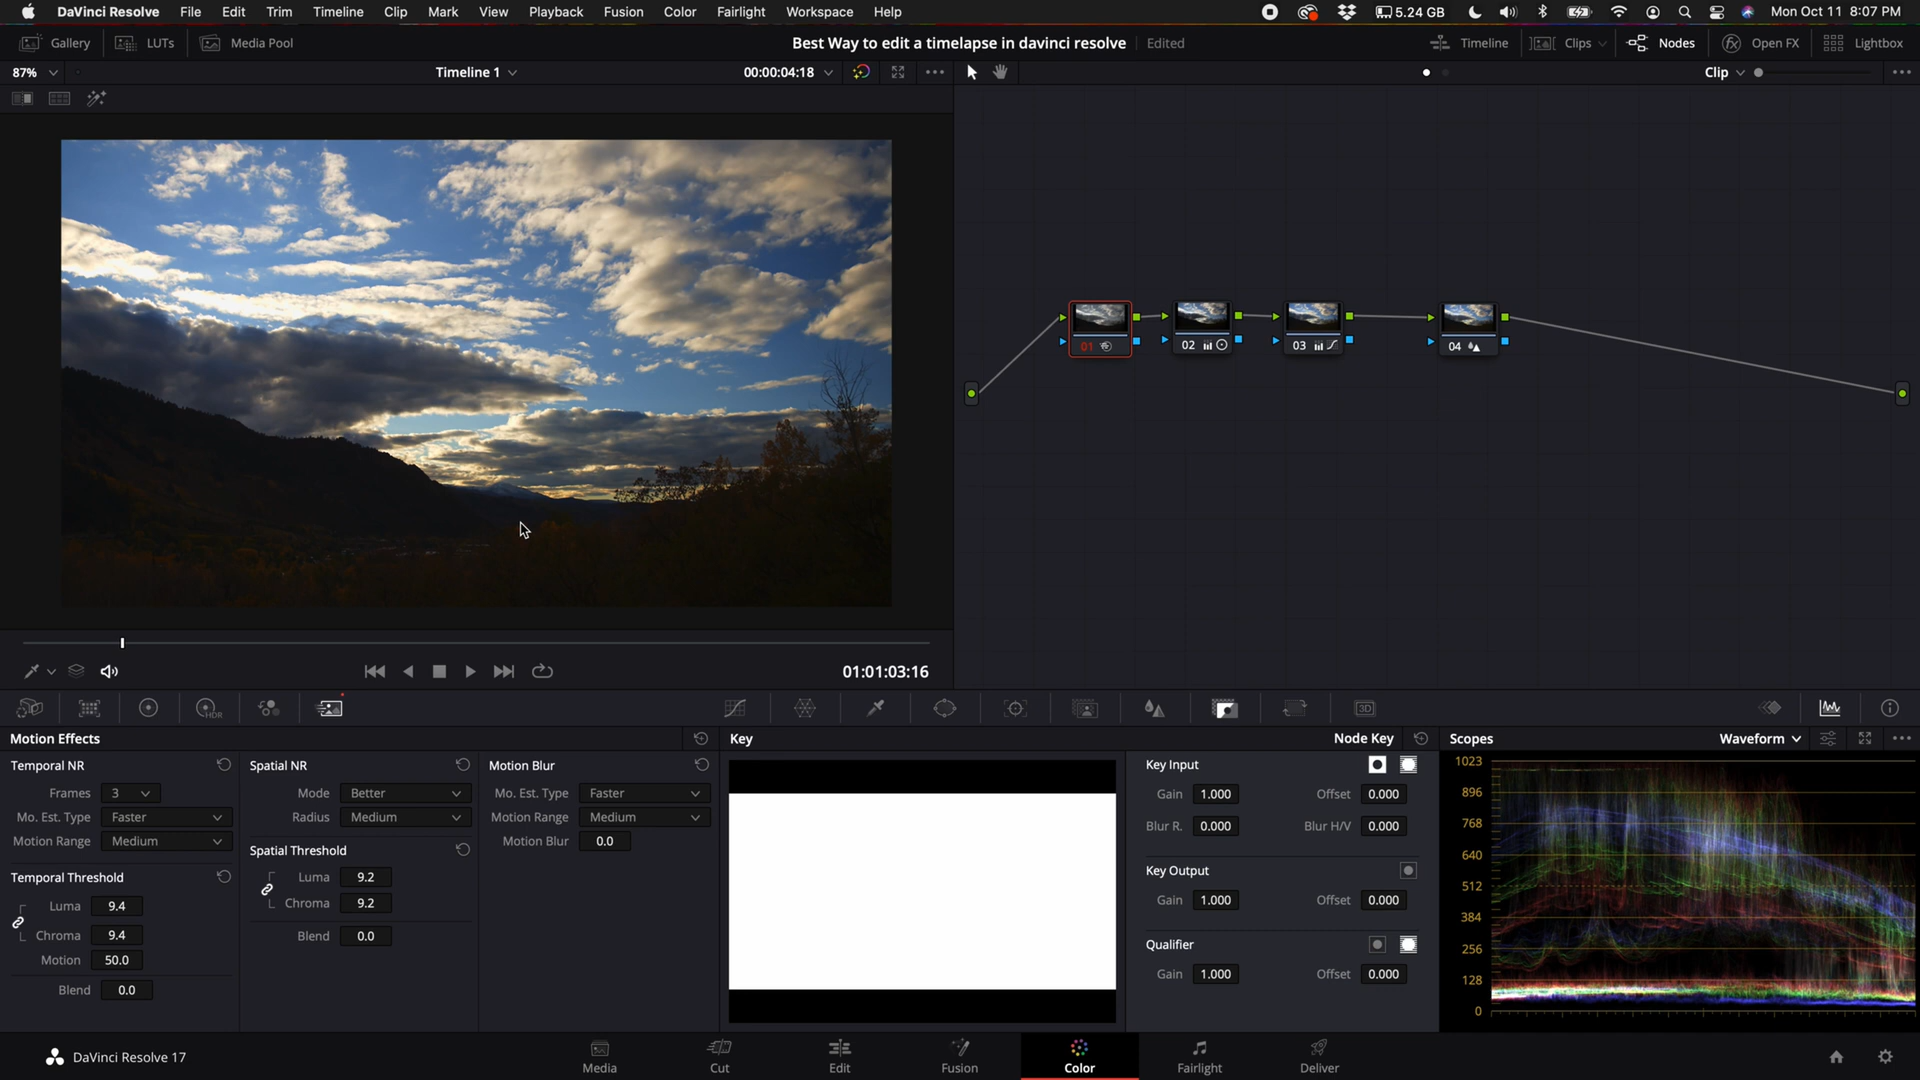 DaVinci Resolve File Edit Trim Timeline Clip Mark View Playback Fusion Color Fairlight Workspace Help 5.24 GB Mon Oct 11 8:07 PM
Gallery LUTs Media Pool Best Way to edit a timelapse in davinci resolve Edited Timeline Clips Nodes Open FX Lightbox
87% Timeline 1 00:00:04:18 Clip
01 02 03 04
01:01:03:16
HDR 3D
Motion Effects Key Node Key Scopes Waveform
Temporal NR
Frames 3
Mo. Est. Type Faster
Motion Range Medium
Temporal Threshold
Luma 9.4
Chroma 9.4
Motion 50.0
Blend 0.0
Spatial NR
Mode Better
Radius Medium
Spatial Threshold
Luma 9.2
Chroma 9.2
Blend 0.0
Motion Blur
Mo. Est. Type Faster
Motion Range Medium
Motion Blur 0.0
Key Input
Gain 1.000 Offset 0.000
Blur R. 0.000 Blur H/V 0.000
Key Output
Gain 1.000 Offset 0.000
Qualifier
Gain 1.000 Offset 0.000
1023
896
768
640
512
384
256
128
0
DaVinci Resolve 17 Media Cut Edit Fusion Color Fairlight Deliver